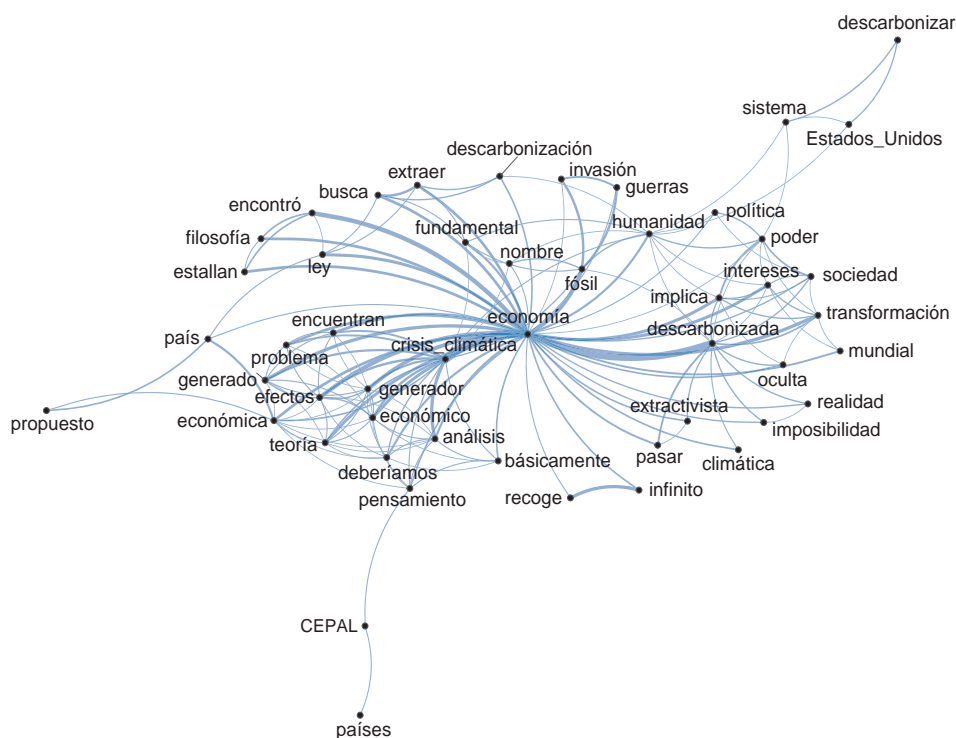 descarbonizar
sistema
Estados_Unidos
descarbonización
invasión
extraer
guerras
busca
encontró
fundamental
humanidad
política
filosofía
nombre
poder
estallan
ley
fósil
intereses
sociedad
implica
economía
transformación
encuentran
descarbonizada
país
crisis_climática
mundial
problema
generado
oculta
efectos
generador
extractivista
realidad
propuesto
económica
económico
imposibilidad
teoría
análisis
deberíamos
básicamente
pasar
climática
pensamiento
recoge
infinito
CEPAL
países